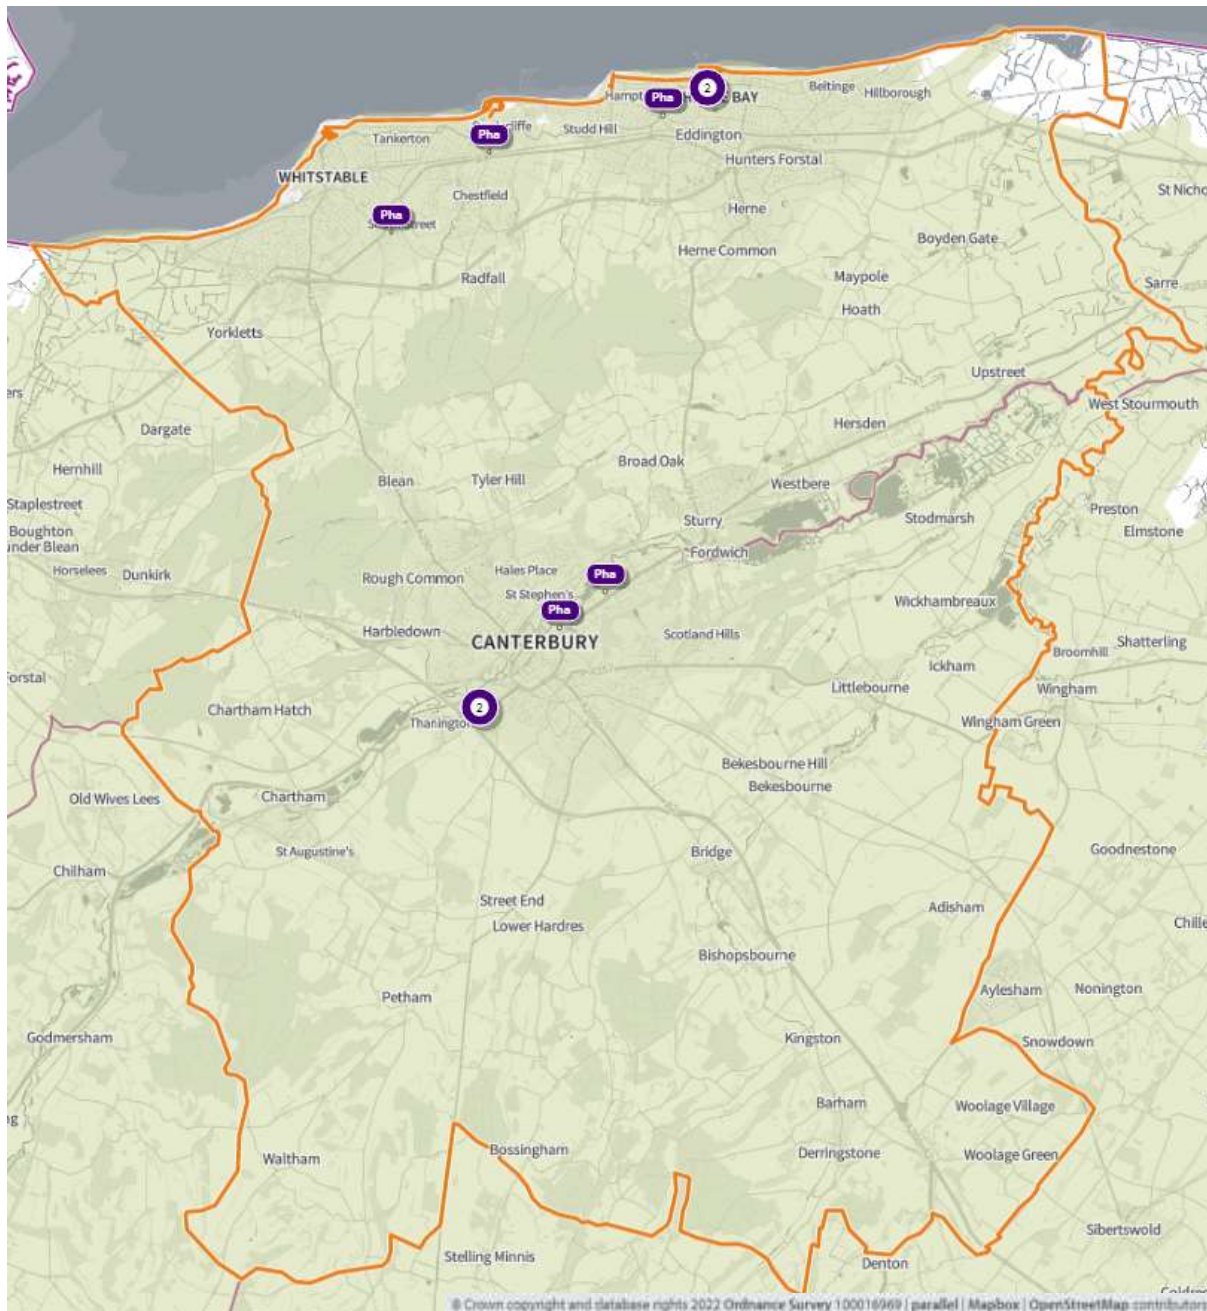 Beltinge
Hampt
Pha
2
BAY
Hillborough
Pha
Tankerton
Studd Hill
Eddington
Hunters Forstal
WHITSTABLE
Chestfield
St Nicho
Pha
Herne
Boyden Gate
Herne Common
Radfall
Maypole
Sarre
Hoath
Yorkletts
Upstreet
ers
West Stourmouth
Dargate
Hersden
Hernhill
Broad Oak
Blean
Tyler Hill
Westbere
Staplestreet
Preston
Boughton
under Blean
Sturry
Stodmarsh
Elmstone
Fordwich
Horselees
Dunkirk
Rough Common
Hales Place
Pha
St Stephen's
Wickhambreaux
Pha
Harbledown
CANTERBURY
Scotland Hills
Shatterling
Broomhill
Ickham
Forstal
Littlebourne
Wingham
Chartham Hatch
2
Thanington
Wingham Green
Bekesbourne Hill
Bekesbourne
Old Wives Lees
Chartham
St Augustine's
Bridge
Goodnestone
Chilham
Street End
Adisham
Lower Hardres
Chille
Bishopsbourne
Petham
Aylesham
Nonington
Godmersham
Kingston
Snowdown
Barham
Woolage Village
ng
Bossingham
Derringstone
Woolage Green
Waltham
Sibertswold
Stelling Minnis
Denton
Coldre
© Crown copyright and database rights 2022 Ordnance Survey 100016969 | parallel | Mapbox | OpenStreetMap contributors